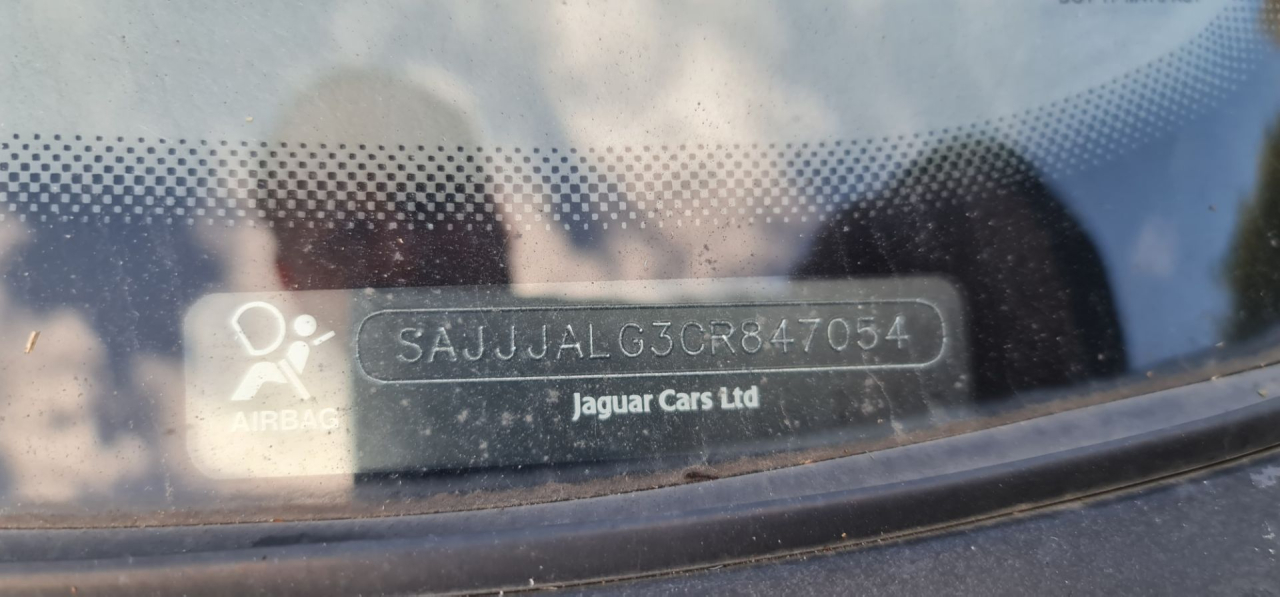 SAJJJALG3CR847054
AIRBAG
Jaguar Cars Ltd